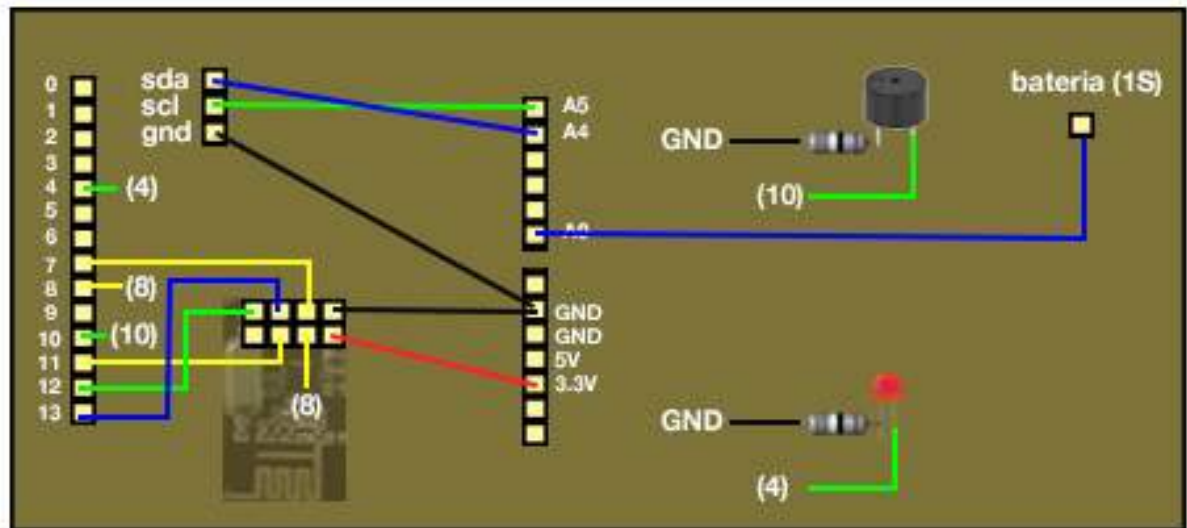 0
1
2
3
4
5
6
7
8
9
10
11
12
13
(4)
(8)
(10)
sda
scl
gnd
(8)
A5
A4
GND
GND
5V
3.3V
GND
(10)
bateria (1S)
GND
(4)